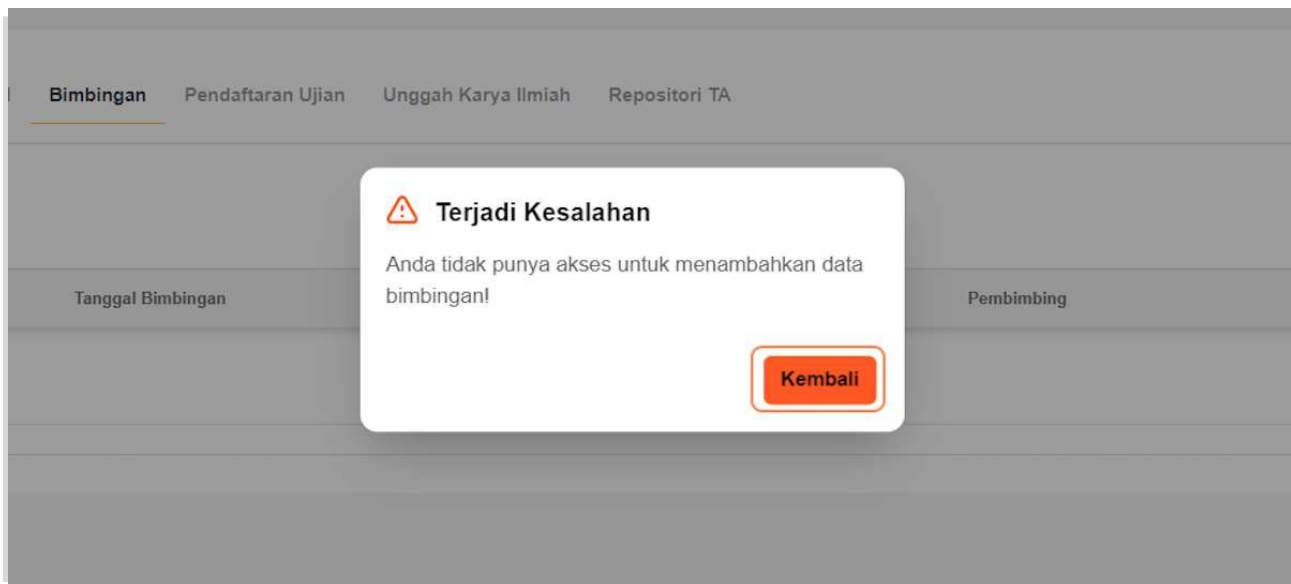 Bimbingan Pendaftaran Ujian Unggah Karya Ilmiah Repositori TA
Terjadi Kesalahan
Anda tidak punya akses untuk menambahkan data
bimbingan!
Tanggal Bimbingan Pembimbing
Kembali